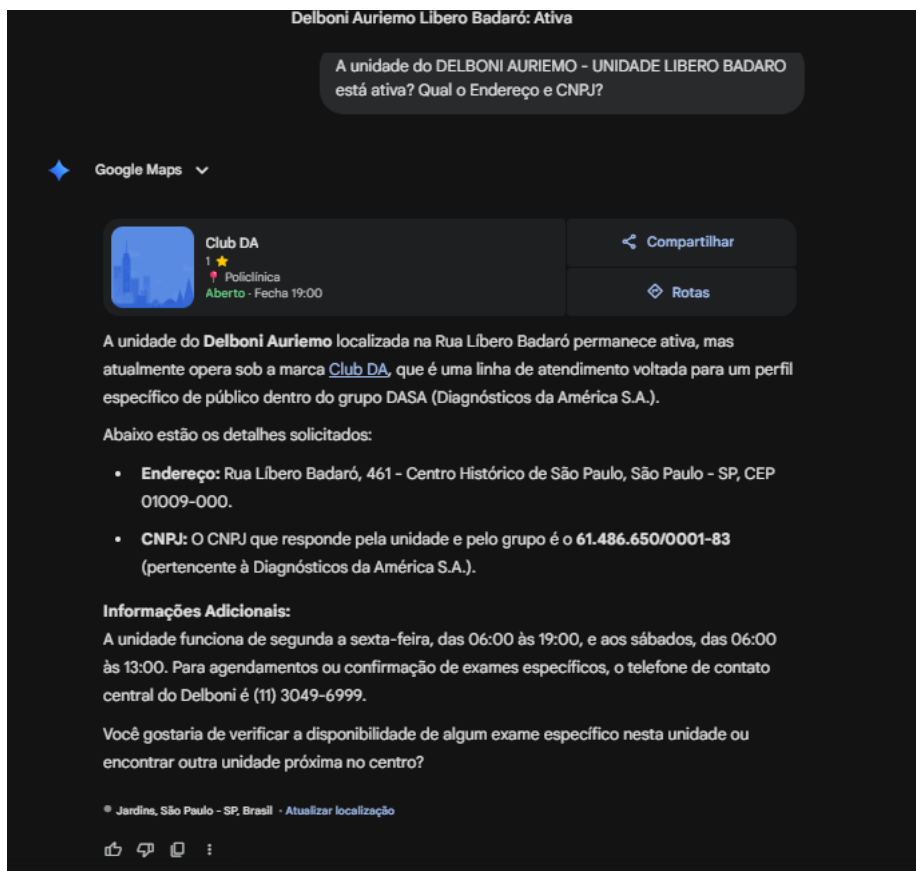 Delboni Auriemo Libero Badaró: Ativa
A unidade do DELBONI AURIEMO - UNIDADE LIBERO BADARO
está ativa? Qual o Endereço e CNPJ?
Google Maps
Club DA
1
Policlínica
Aberto · Fecha 19:00
Compartilhar
Rotas
A unidade do Delboni Auriemo localizada na Rua Líbero Badaró permanece ativa, mas
atualmente opera sob a marca Club DA, que é uma linha de atendimento voltada para um perfil
específico de público dentro do grupo DASA (Diagnósticos da América S.A.).
Abaixo estão os detalhes solicitados:
• Endereço: Rua Líbero Badaró, 461 - Centro Histórico de São Paulo, São Paulo - SP, CEP
01009-000.
• CNPJ: O CNPJ que responde pela unidade e pelo grupo é o 61.486.650/0001-83
(pertencente à Diagnósticos da América S.A.).
Informações Adicionais:
A unidade funciona de segunda a sexta-feira, das 06:00 às 19:00, e aos sábados, das 06:00
às 13:00. Para agendamentos ou confirmação de exames específicos, o telefone de contato
central do Delboni é (11) 3049-6999.
Você gostaria de verificar a disponibilidade de algum exame específico nesta unidade ou
encontrar outra unidade próxima no centro?
Jardins, São Paulo - SP, Brasil · Atualizar localização